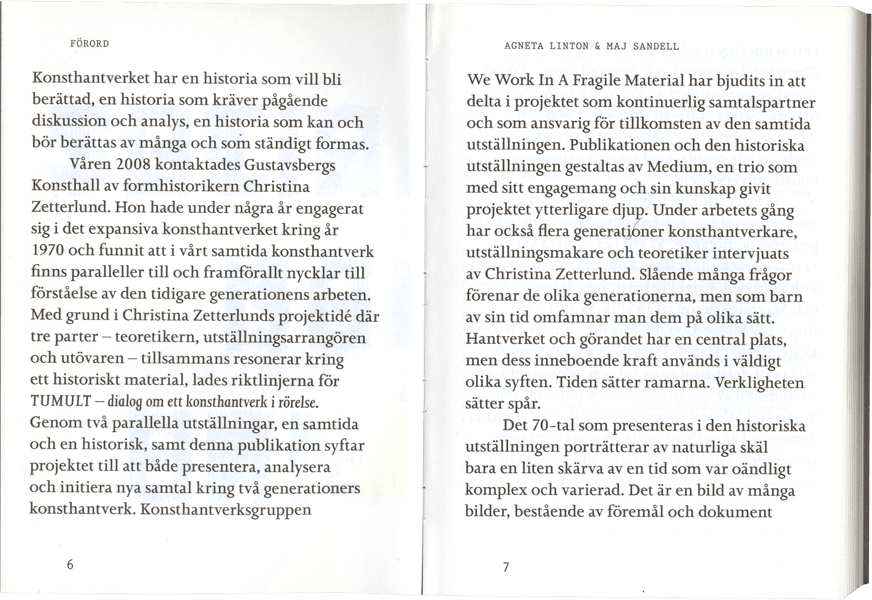 FÖRORD
Konsthantverket har en historia som vill bli
berättad, en historia som kräver pågående
diskussion och analys, en historia som kan och
bör berättas av många och som ständigt formas.
Våren 2008 kontaktades Gustavsbergs
Konsthall av formhistorikern Christina
Zetterlund. Hon hade under några år engagerat
sig i det expansiva konsthantverket kring år
1970 och funnit att i vårt samtida konsthantverk
finns paralleller till och framförallt nycklar till
förståelse av den tidigare generationens arbeten.
Med grund i Christina Zetterlunds projektidé där
tre parter – teoretikern, utställningsarrangören
och utövaren – tillsammans resonerar kring
ett historiskt material, lades riktlinjerna för
TUMULT – dialog om ett konsthantverk i rörelse.
Genom två parallella utställningar, en samtida
och en historisk, samt denna publikation syftar
projektet till att både presentera, analysera
och initiera nya samtal kring två generationers
konsthantverk. Konsthantverksgruppen
6
AGNETA LINTON & MAJ SANDELL
We Work In A Fragile Material har bjudits in att
delta i projektet som kontinuerlig samtalspartner
och som ansvarig för tillkomsten av den samtida
utställningen. Publikationen och den historiska
utställningen gestaltas av Medium, en trio som
med sitt engagemang och sin kunskap givit
projektet ytterligare djup. Under arbetets gång
har också flera generationer konsthantverkare,
utställningsmakare och teoretiker intervjuats
av Christina Zetterlund. Slående många frågor
förenar de olika generationerna, men som barn
av sin tid omfamnar man dem på olika sätt.
Hantverket och görandet har en central plats,
men dess inneboende kraft används i väldigt
olika syften. Tiden sätter ramarna. Verkligheten
sätter spår.
Det 70-tal som presenteras i den historiska
utställningen porträtterar av naturliga skäl
bara en liten skärva av en tid som var oändligt
komplex och varierad. Det är en bild av många
bilder, bestående av föremål och dokument
7